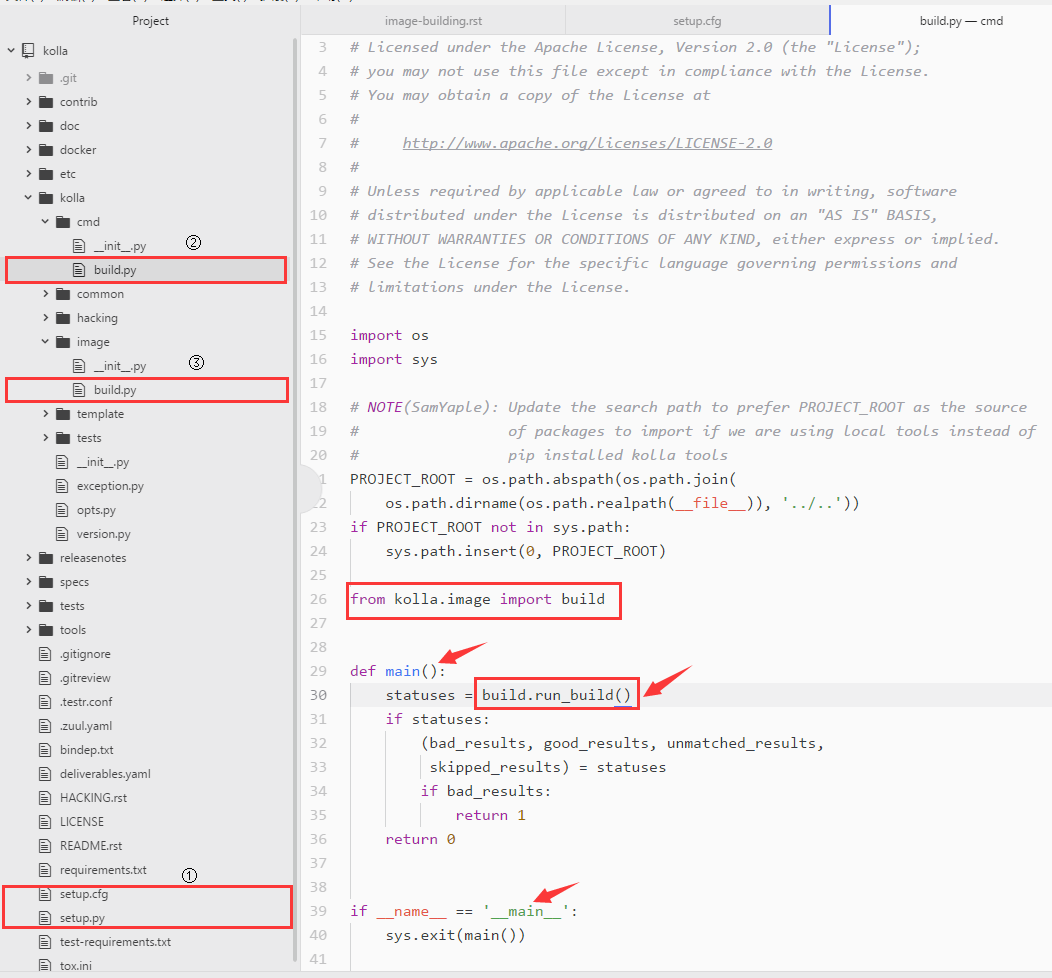 Project
kolla
.git
contrib
doc
docker
etc
kolla
cmd
__init__.py
②
build.py
common
hacking
image
__init__.py
③
build.py
template
tests
__init__.py
exception.py
opts.py
version.py
releasenotes
specs
tests
tools
.gitignore
.gitreview
.testr.conf
.zuul.yaml
bindep.txt
deliverables.yaml
HACKING.rst
LICENSE
README.rst
requirements.txt
①
setup.cfg
setup.py
test-requirements.txt
tox.ini
image-building.rst
setup.cfg
build.py — cmd
3 # Licensed under the Apache License, Version 2.0 (the "License");
4 # you may not use this file except in compliance with the License.
5 # You may obtain a copy of the License at
6 #
7 #     http://www.apache.org/licenses/LICENSE-2.0
8 #
9 # Unless required by applicable law or agreed to in writing, software
10 # distributed under the License is distributed on an "AS IS" BASIS,
11 # WITHOUT WARRANTIES OR CONDITIONS OF ANY KIND, either express or implied.
12 # See the License for the specific language governing permissions and
13 # limitations under the License.
14
15 import os
16 import sys
17
18 # NOTE(SamYaple): Update the search path to prefer PROJECT_ROOT as the source
19 #                 of packages to import if we are using local tools instead of
20 #                 pip installed kolla tools
1 PROJECT_ROOT = os.path.abspath(os.path.join(
2     os.path.dirname(os.path.realpath(__file__)), '../..'))
23 if PROJECT_ROOT not in sys.path:
24     sys.path.insert(0, PROJECT_ROOT)
25
26 from kolla.image import build
27
28
29 def main():
30     statuses = build.run_build()
31     if statuses:
32         (bad_results, good_results, unmatched_results,
33          skipped_results) = statuses
34         if bad_results:
35             return 1
36     return 0
37
38
39 if __name__ == '__main__':
40     sys.exit(main())
41